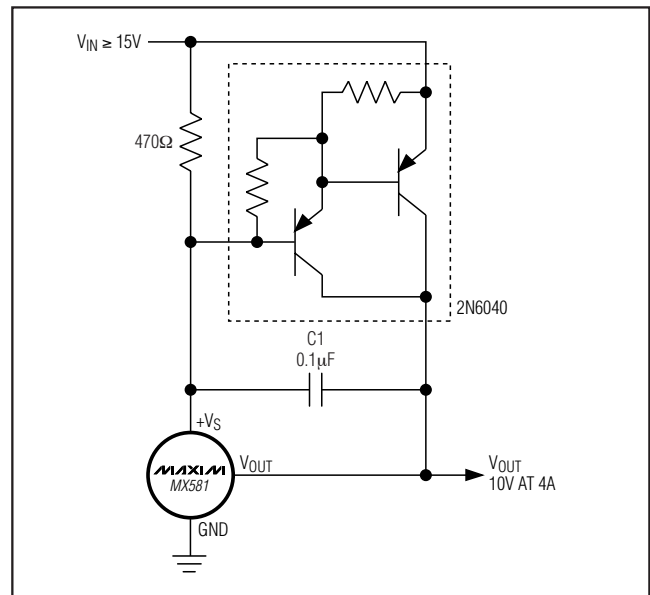 V_IN ≥ 15V
470Ω
2N6040
C1
0.1μF
+V_S
MAXIM
MX581
V_OUT
GND
V_OUT
10V AT 4A